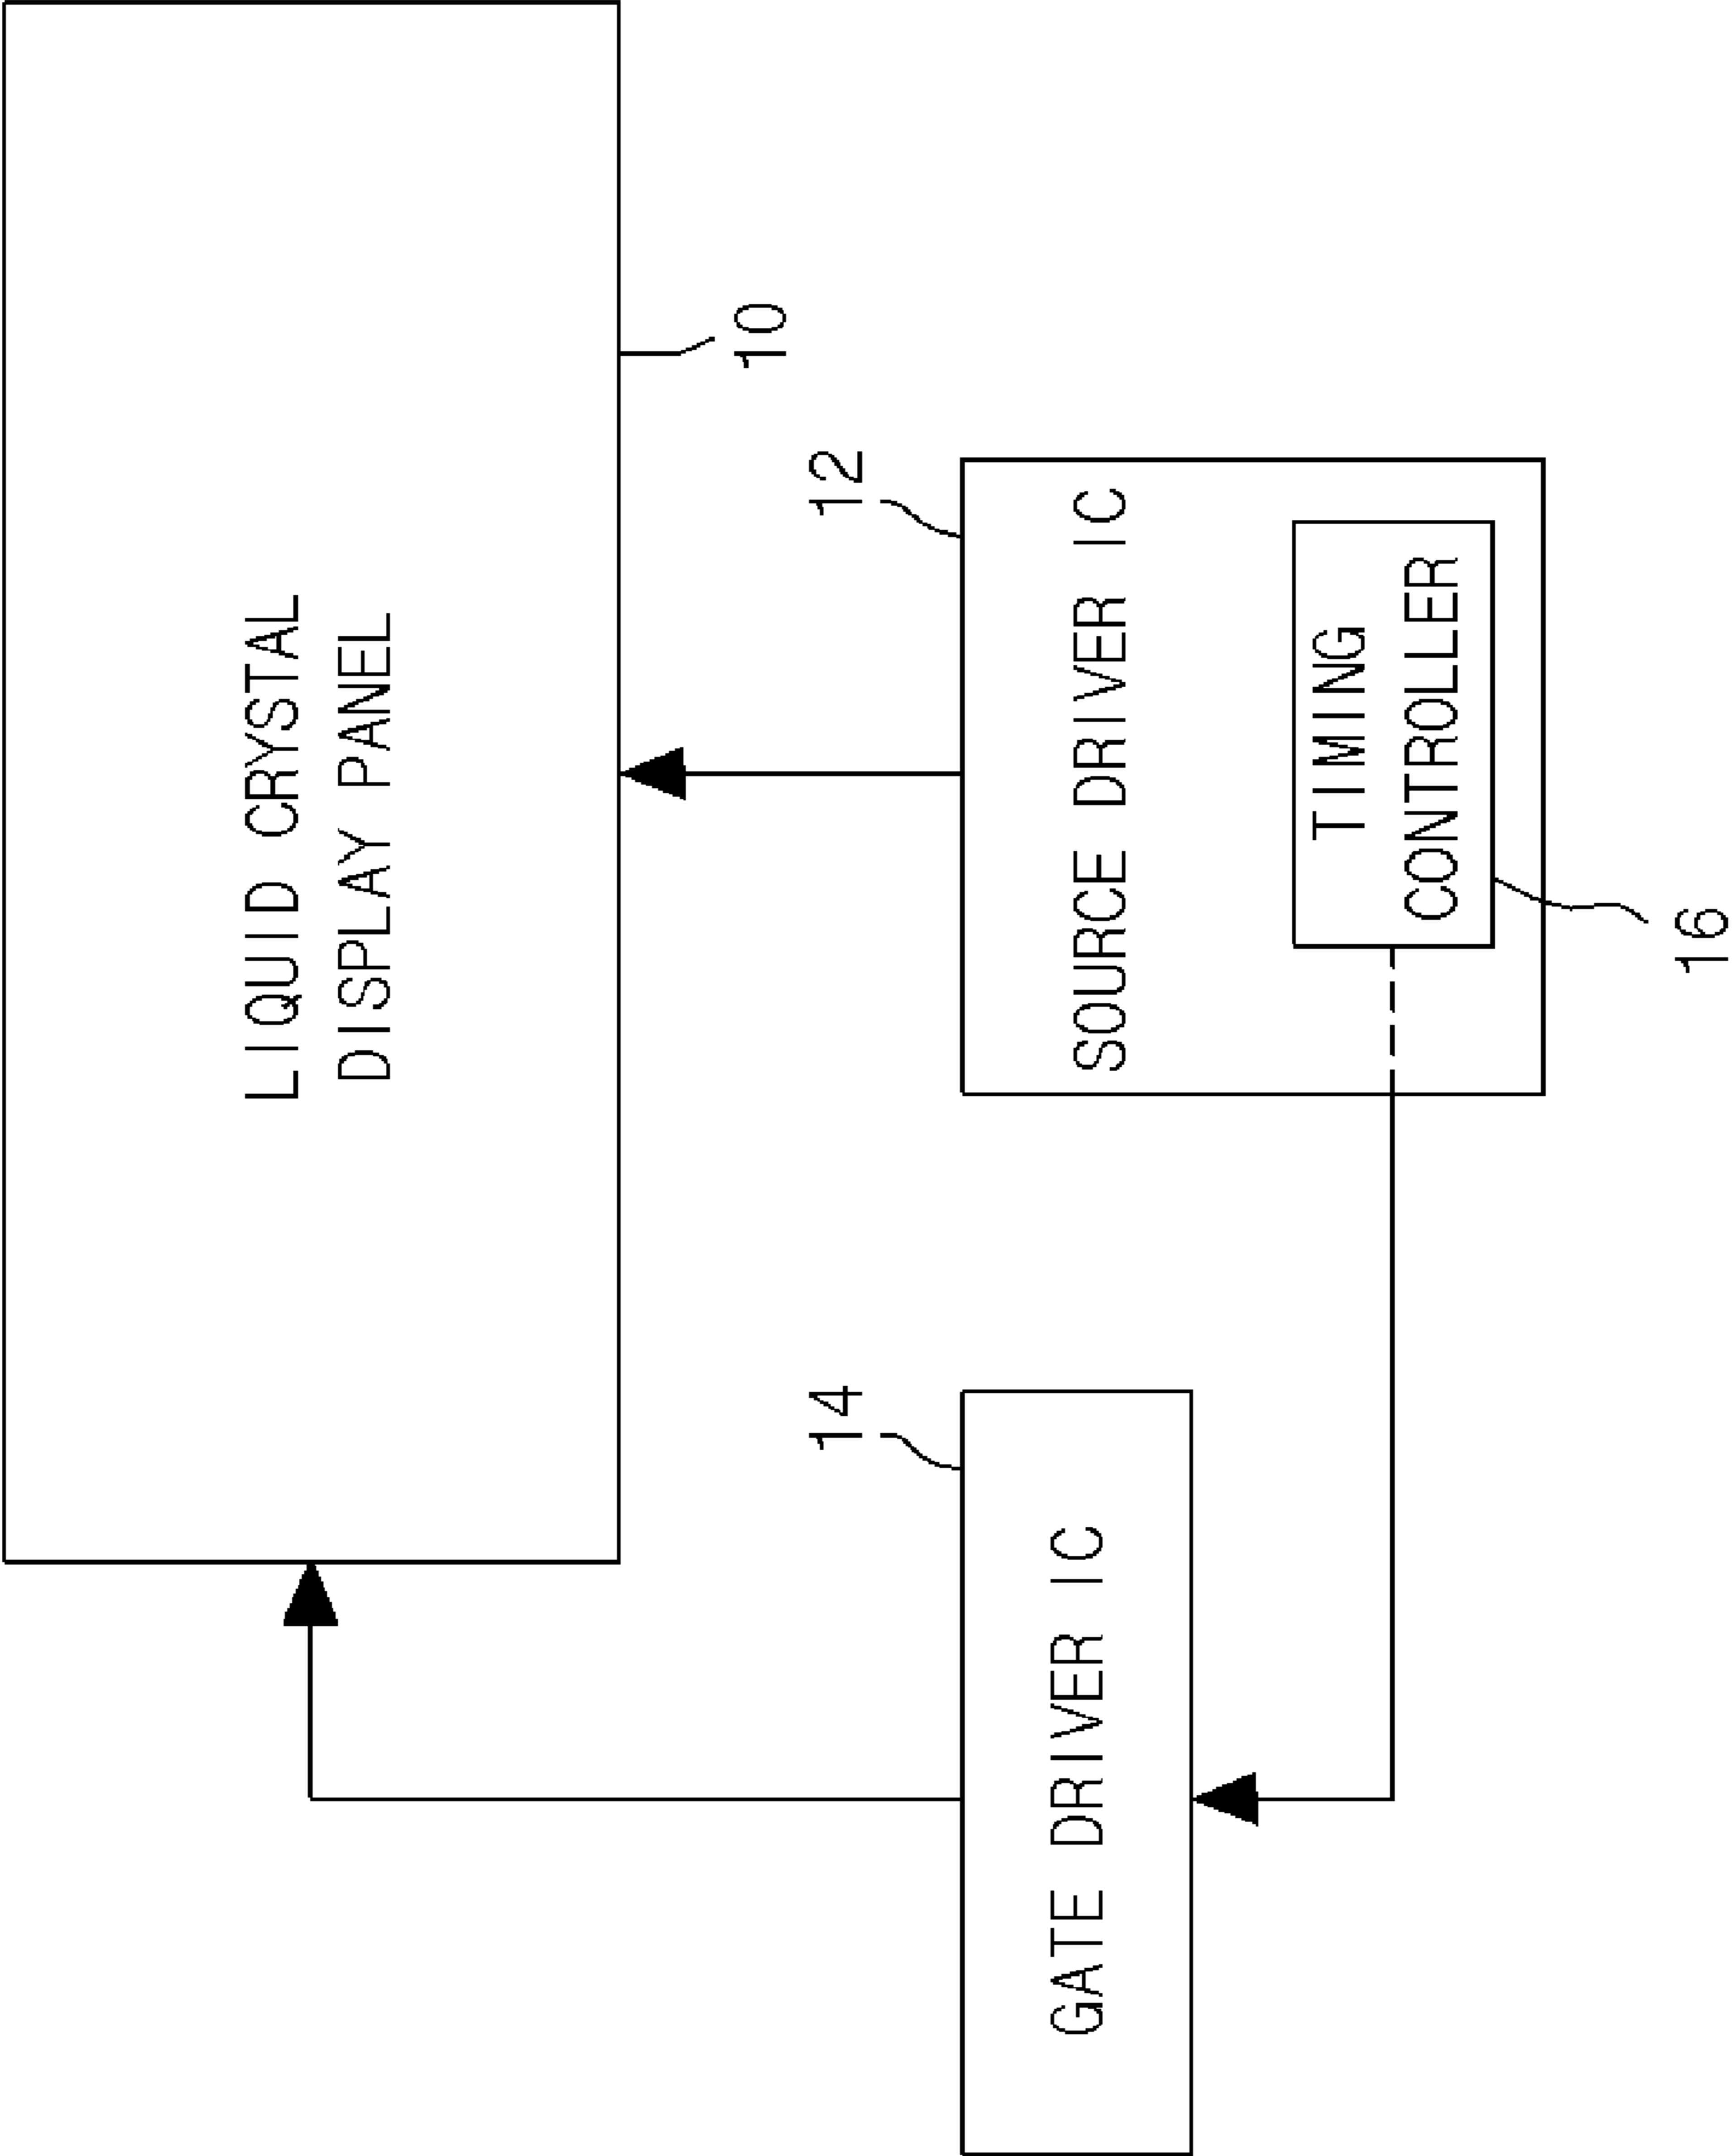 LIQUID CRYSTAL
DISPLAY PANEL
10
14
12
GATE DRIVER IC
SOURCE DRIVER IC
TIMING
CONTROLLER
16